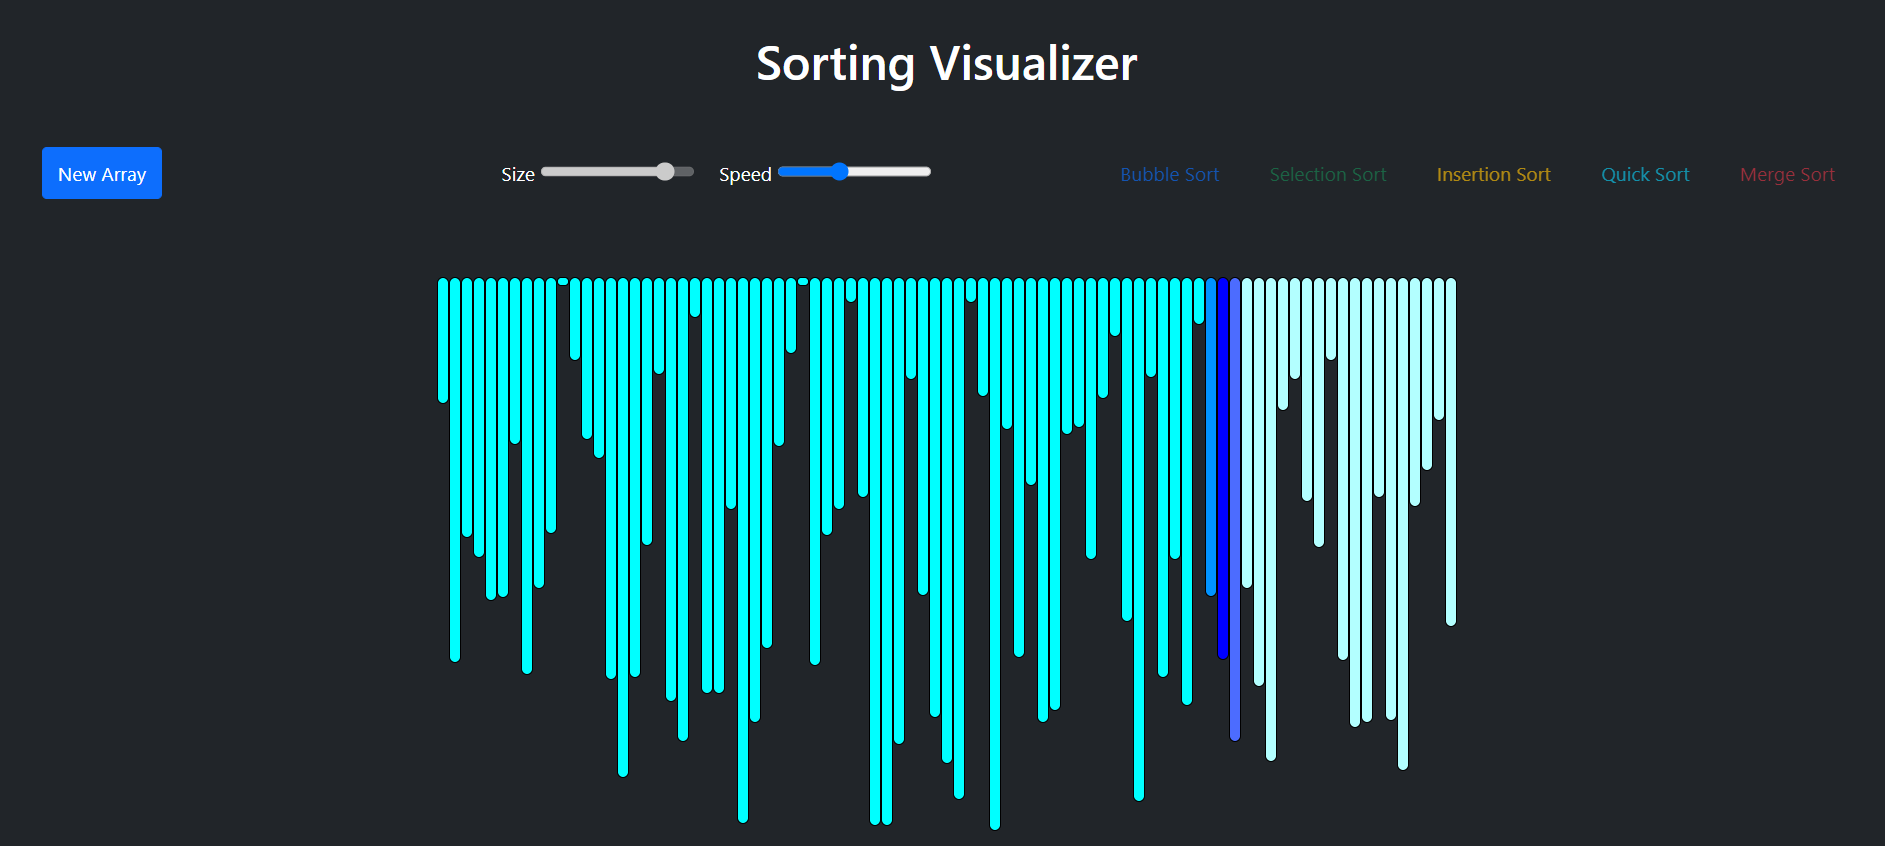 Sorting Visualizer
New Array
Size
Speed
Bubble Sort
Selection Sort
Insertion Sort
Quick Sort
Merge Sort